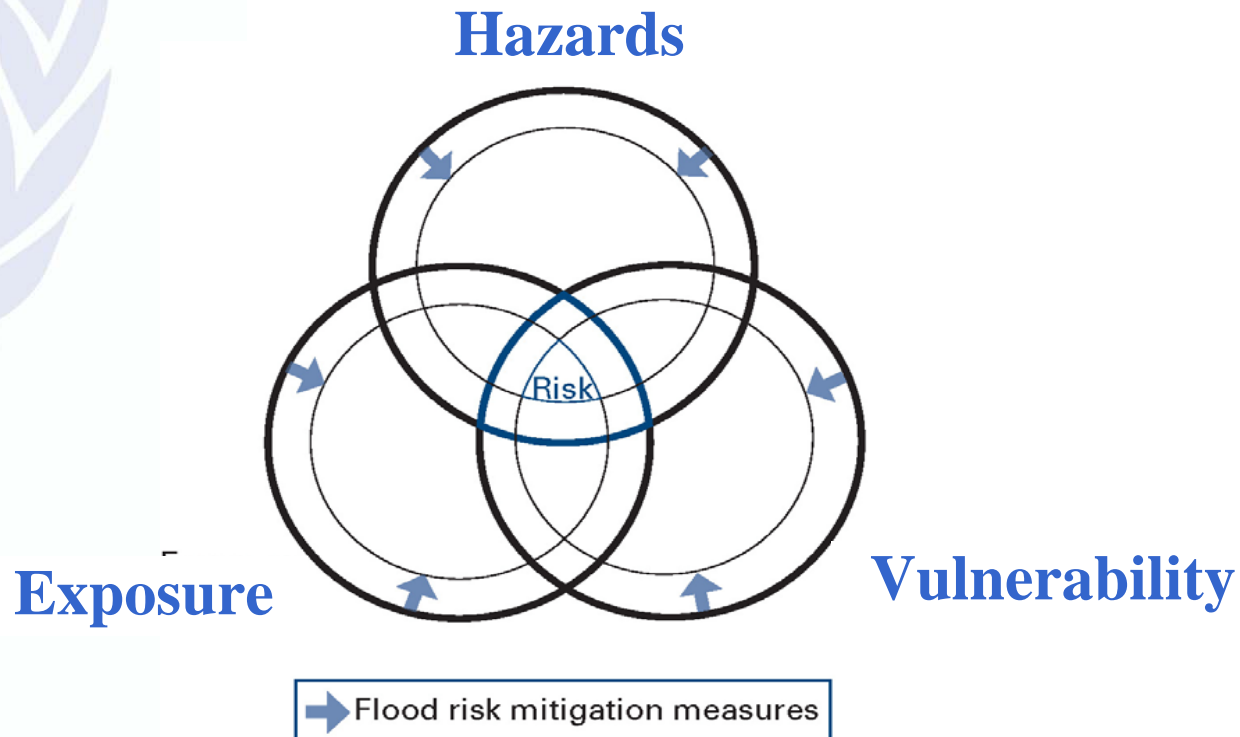 Hazards
Risk
Exposure
Vulnerability
Flood risk mitigation measures